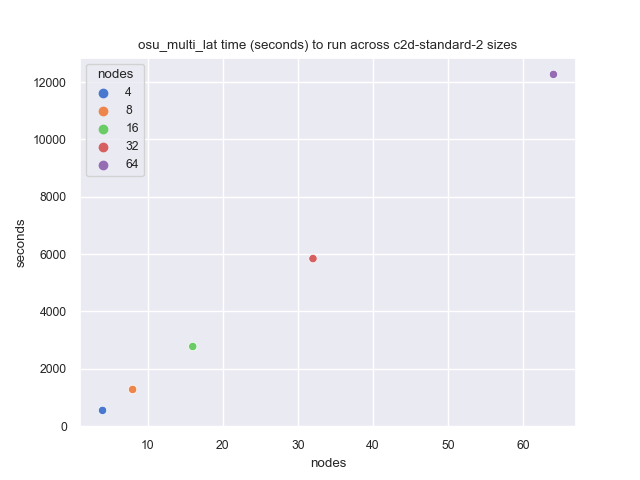 osu_multi_lat time (seconds) to run across c2d-standard-2 sizes
nodes
4
8
16
32
64
12000
10000
8000
6000
4000
2000
0
seconds
10 20 30 40 50 60
nodes